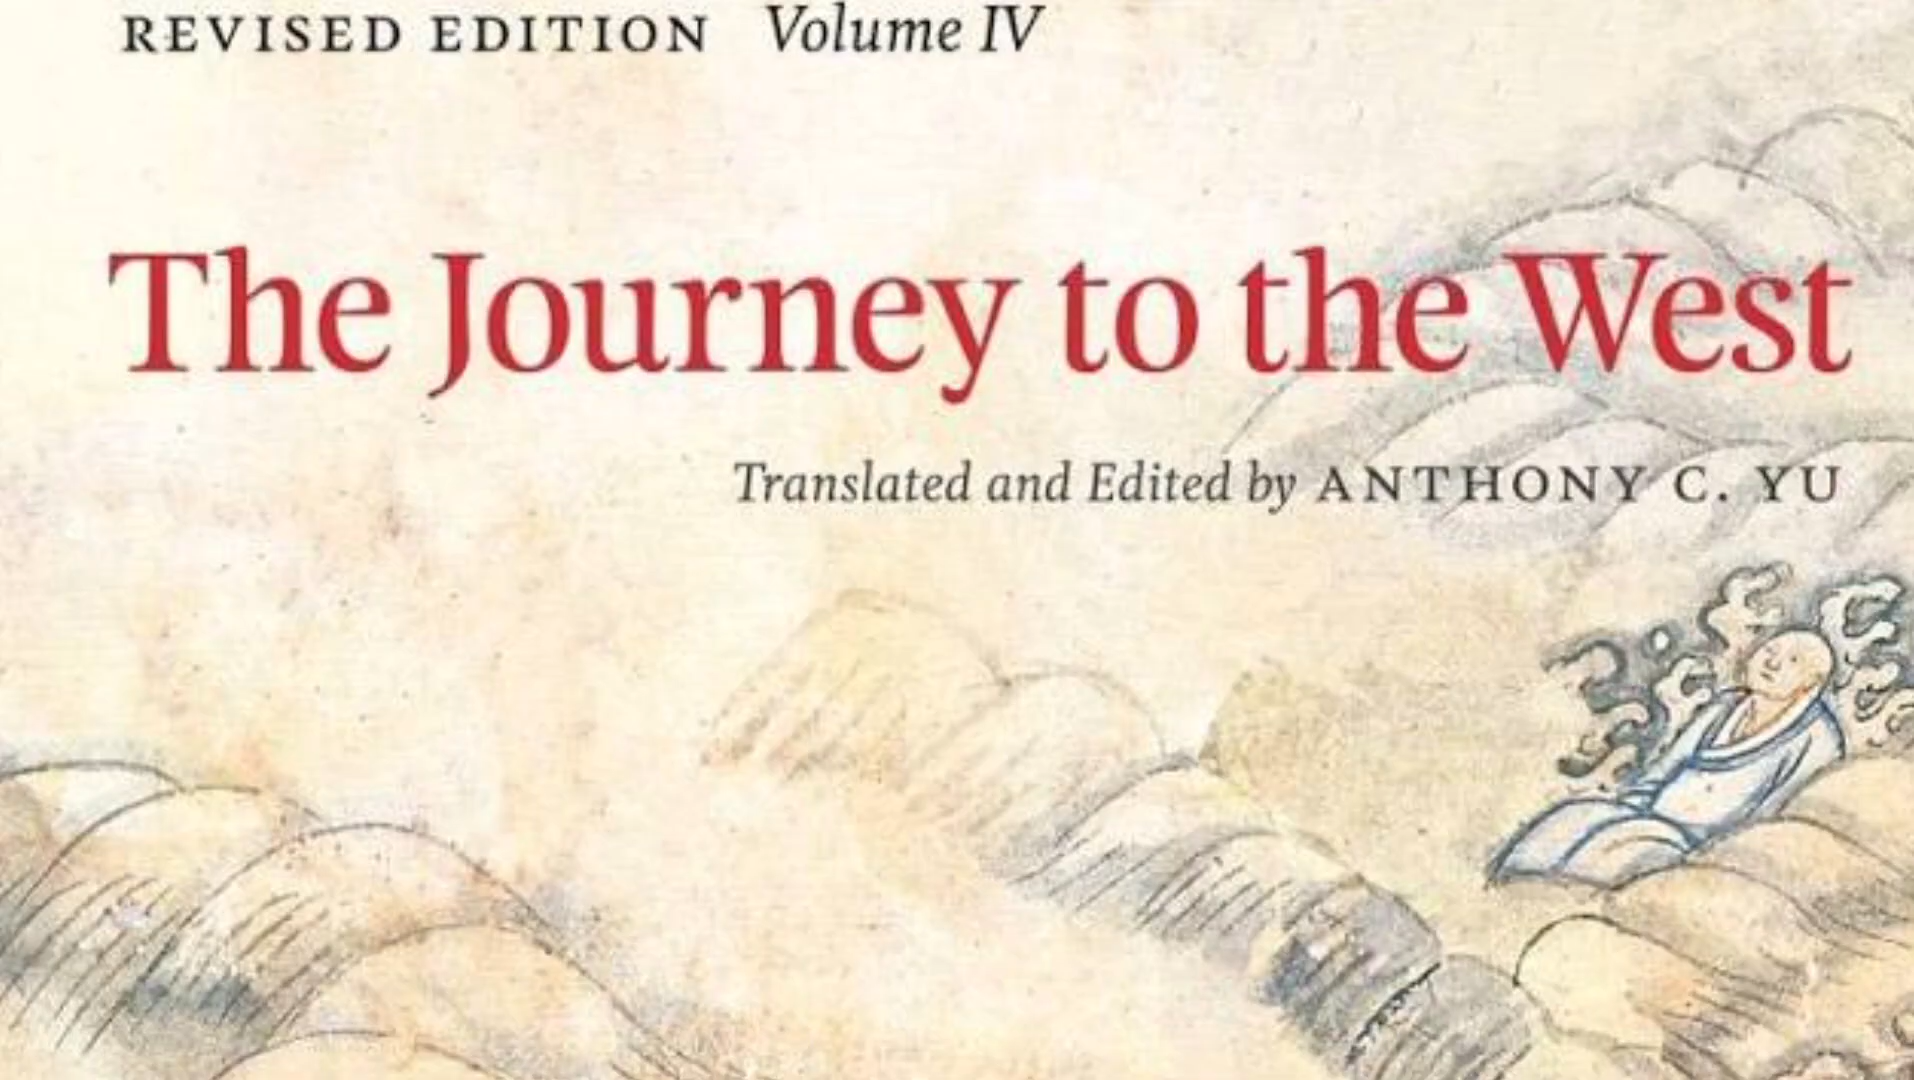 REVISED EDITION Volume IV
The Journey to the West
Translated and Edited by ANTHONY C. YU